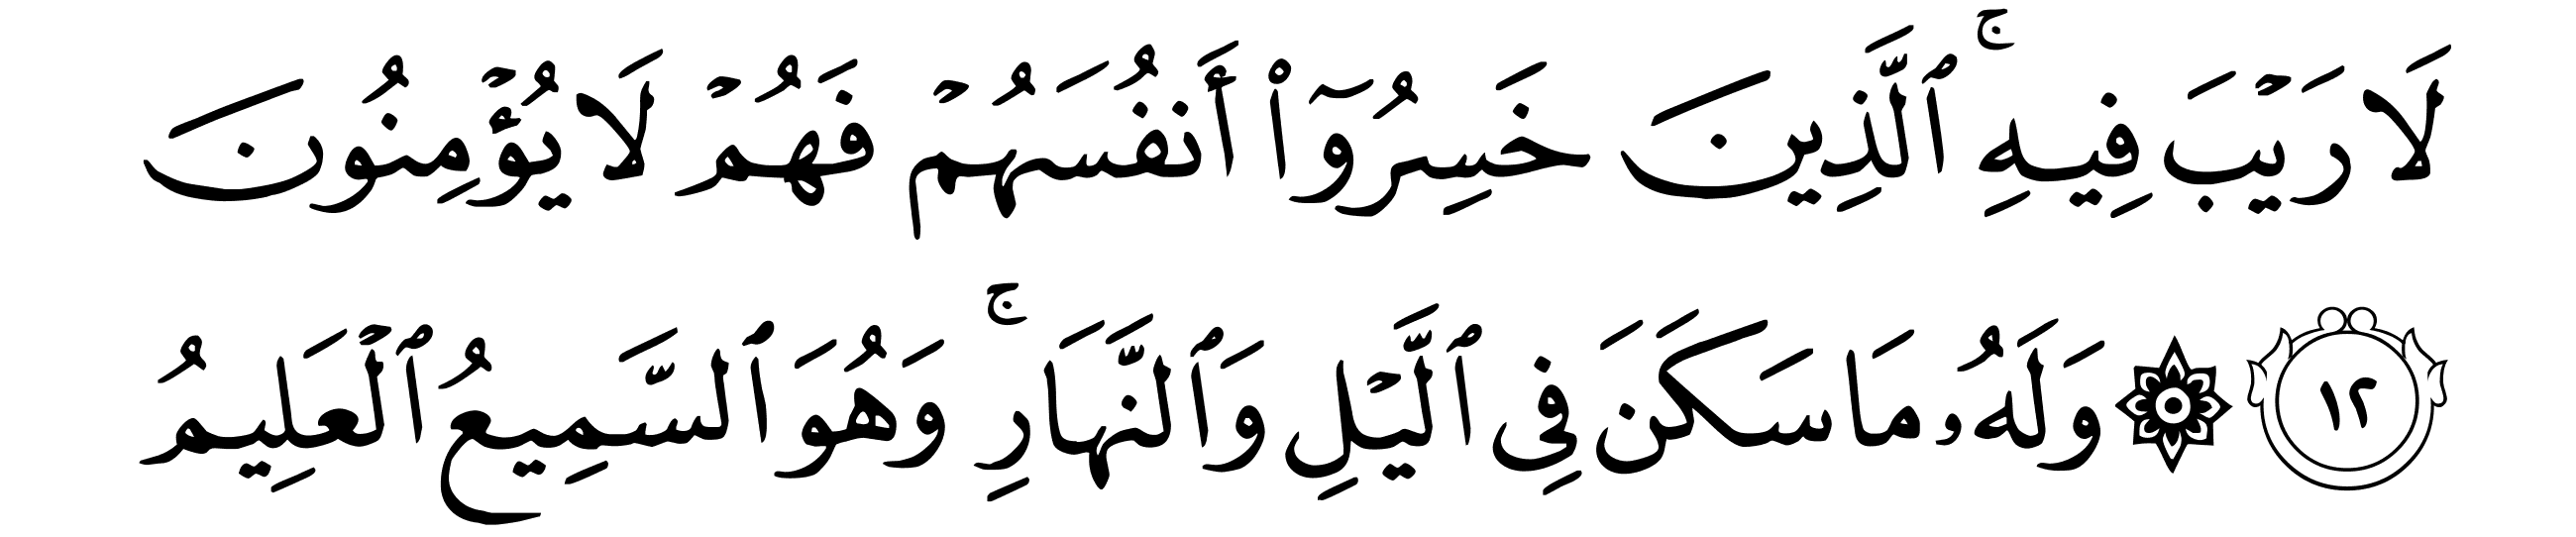 لَا رَيْبَ فِيهِ ۚ ٱلَّذِينَ خَسِرُوٓا۟ أَنفُسَهُمْ فَهُمْ لَا يُؤْمِنُونَ
١٢ ۞ وَلَهُۥ مَا سَكَنَ فِي ٱلَّيْلِ وَٱلنَّهَارِ ۚ وَهُوَ ٱلسَّمِيعُ ٱلْعَلِيمُ